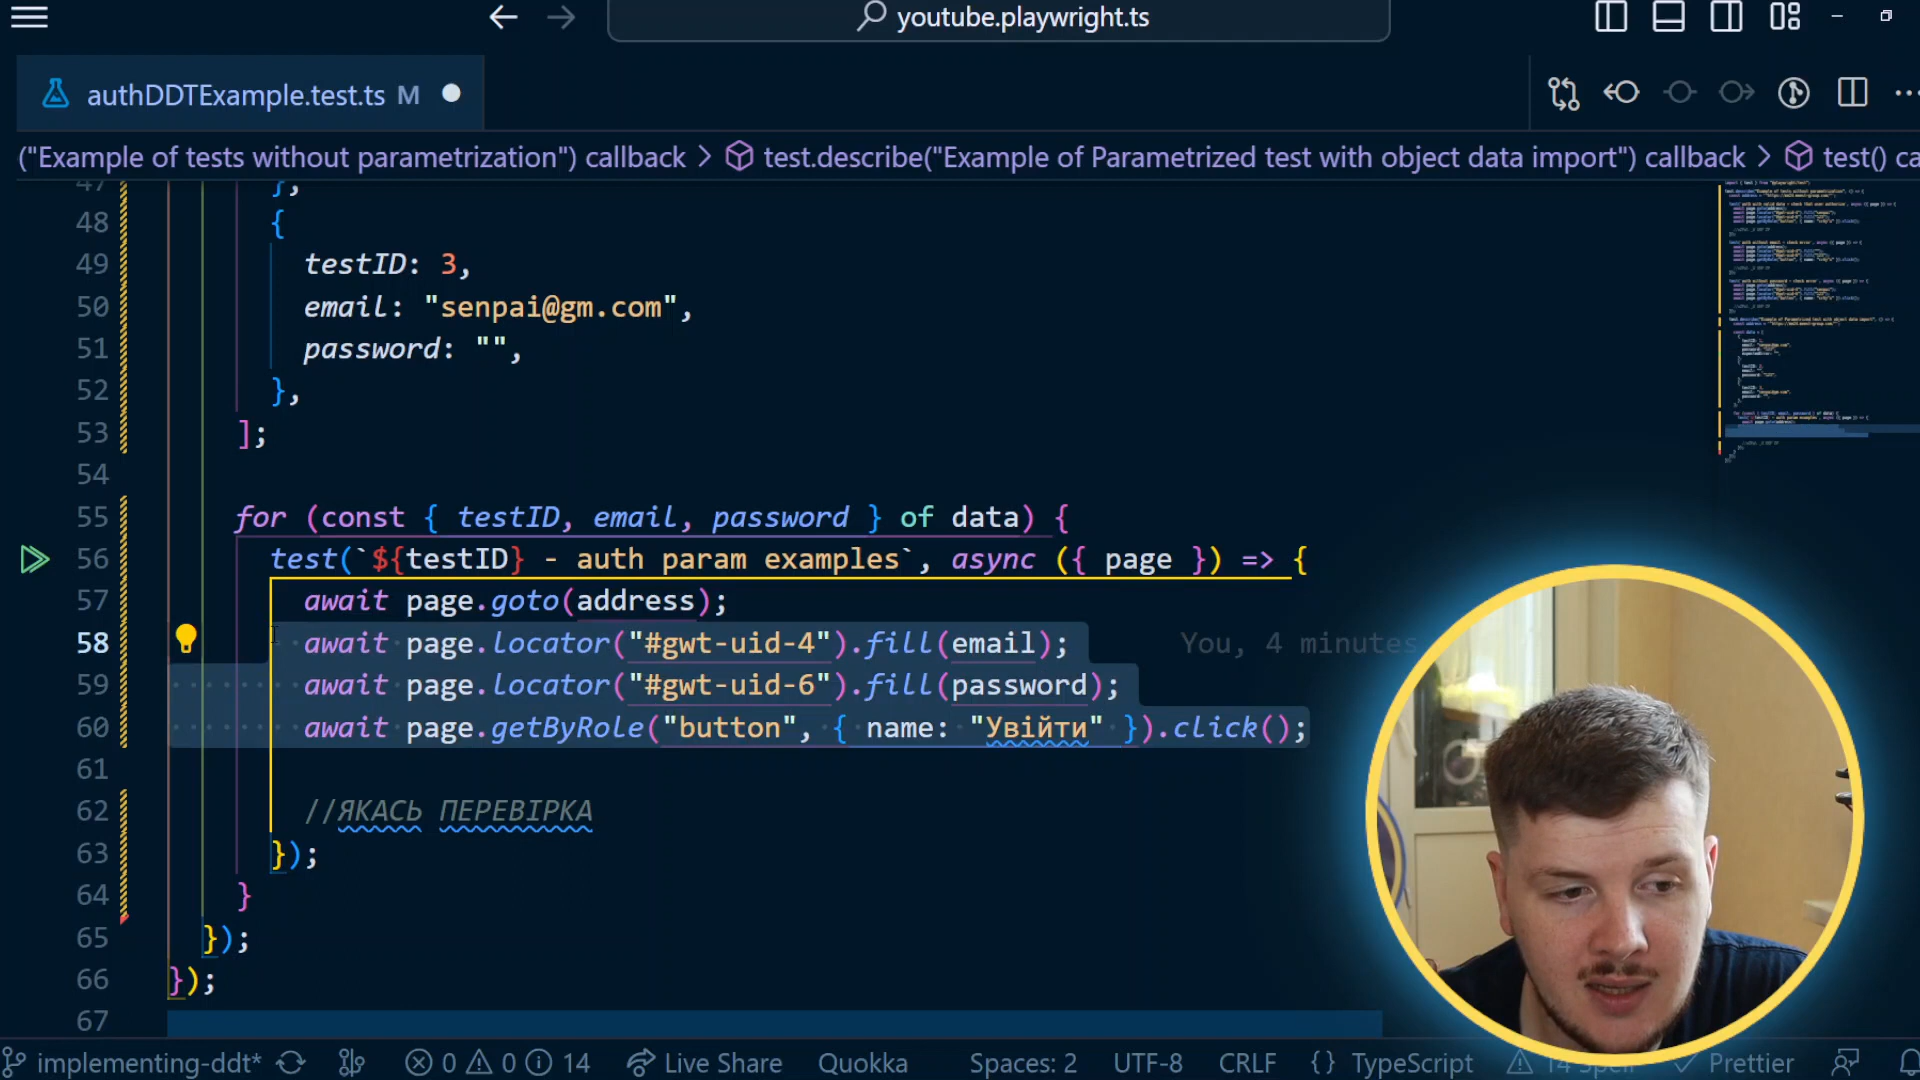 youtube.playwright.ts
authDDTExample.test.ts M
("Example of tests without parametrization") callback > test.describe("Example of Parametrized test with object data import") callback > test() ca
47 },
48 {
49 testID: 3,
50 email: "senpai@gm.com",
51 password: "",
52 },
53 ];
54
55 for (const { testID, email, password } of data) {
56 test(`${testID} - auth param examples`, async ({ page }) => {
57 await page.goto(address);
58 await page.locator("#gwt-uid-4").fill(email); You, 4 minutes
59 await page.locator("#gwt-uid-6").fill(password);
60 await page.getByRole("button", { name: "Увійти" }).click();
61
62 //ЯКАСЬ ПЕРЕВІРКА
63 });
64 }
65 });
66 });
67
implementing-ddt* 0 0 14 Live Share Quokka Spaces: 2 UTF-8 CRLF {} TypeScript 14 Spell Prettier